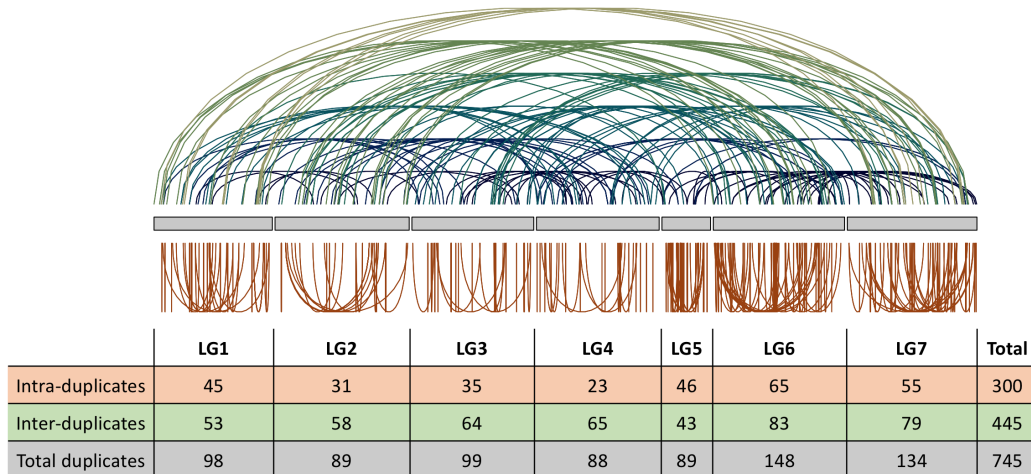 LG1 LG2 LG3 LG4 LG5 LG6 LG7 Total
Intra-duplicates 45 31 35 23 46 65 55 300
Inter-duplicates 53 58 64 65 43 83 79 445
Total duplicates 98 89 99 88 89 148 134 745